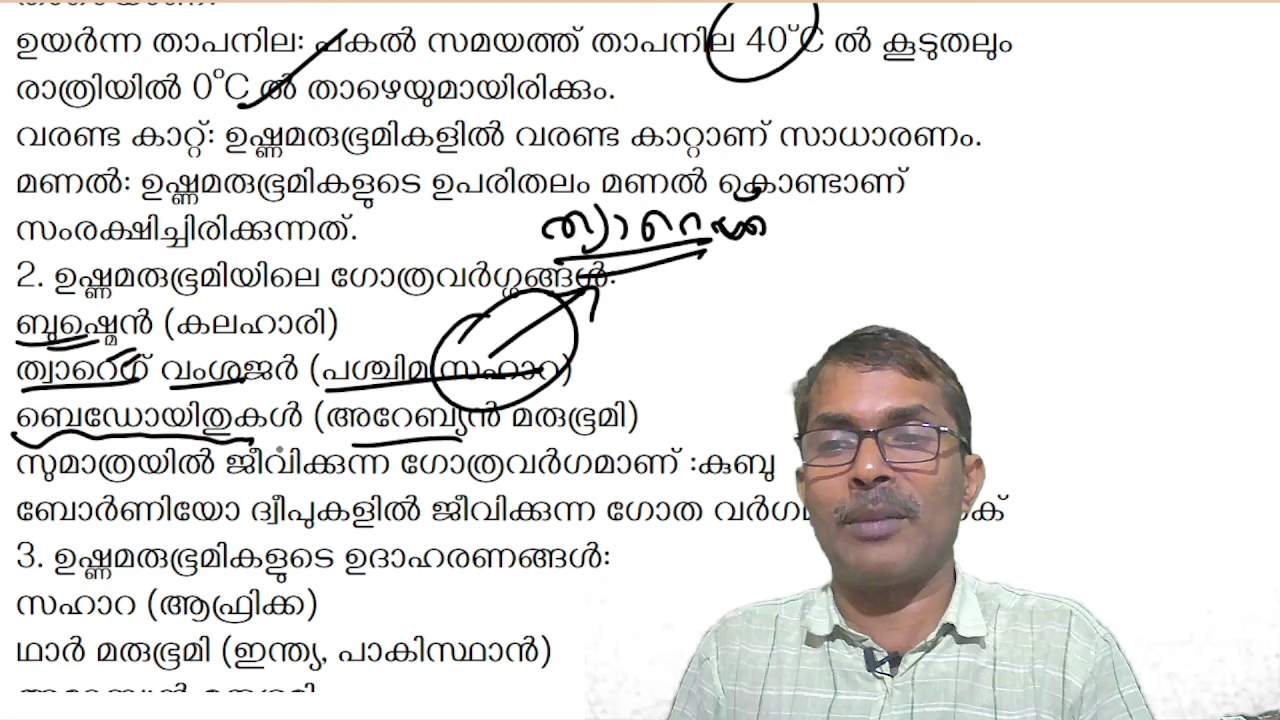 ഉയർന്ന താപനില: പകൽ സമയത്ത് താപനില 40°C ൽ കൂടുതലും
രാത്രിയിൽ 0°C ൽ താഴെയുമായിരിക്കും.
വരണ്ട കാറ്റ്: ഉഷ്ണമരുഭൂമികളിൽ വരണ്ട കാറ്റാണ് സാധാരണം.
മണൽ: ഉഷ്ണമരുഭൂമികളുടെ ഉപരിതലം മണൽ കൊണ്ടാണ്
സംരക്ഷിച്ചിരിക്കുന്നത്.
ത്വാറെക്ക്
2. ഉഷ്ണമരുഭൂമിയിലെ ഗോത്രവർഗ്ഗങ്ങൾ:
ബുഷ്മെൻ (കലഹാരി)
ത്വാറെഗ് വംശജർ (പശ്ചിമ സഹാറ)
ബെഡോയിതുകൾ (അറേബ്യൻ മരുഭൂമി)
സുമാത്രയിൽ ജീവിക്കുന്ന ഗോത്രവർഗമാണ് :കുബു
ബോർണിയോ ദ്വീപുകളിൽ ജീവിക്കുന്ന ഗോത
3. ഉഷ്ണമരുഭൂമികളുടെ ഉദാഹരണങ്ങൾ:
സഹാറ (ആഫ്രിക്ക)
ഥാർ മരുഭൂമി (ഇന്ത്യ, പാകിസ്ഥാൻ)